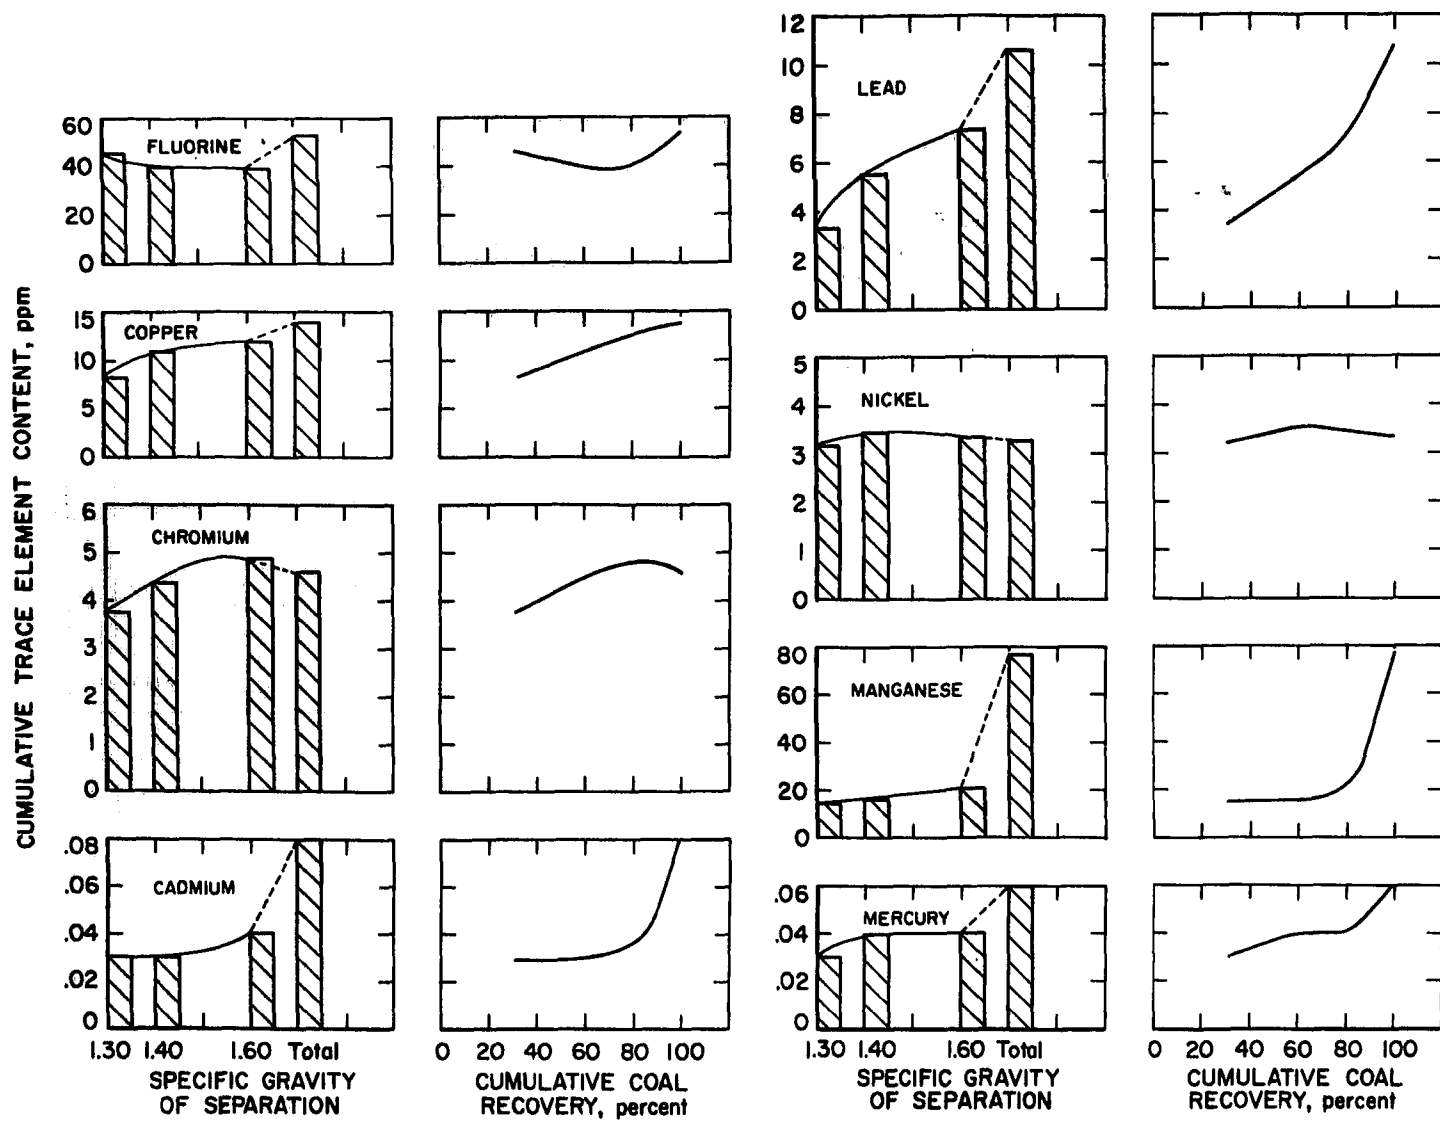 CUMULATIVE TRACE ELEMENT CONTENT, ppm
60
40
20
0
FLUORINE
15
10
5
0
COPPER
6
5
4
3
2
1
0
CHROMIUM
.08
.06
.04
.02
0
CADMIUM
1.30 1.40 1.60 Total
SPECIFIC GRAVITY
OF SEPARATION
0 20 40 60 80 100
CUMULATIVE COAL
RECOVERY, percent
12
10
8
6
4
2
0
LEAD
5
4
3
2
1
0
NICKEL
80
60
40
20
0
MANGANESE
.06
.04
.02
0
MERCURY
1.30 1.40 1.60 Total
SPECIFIC GRAVITY
OF SEPARATION
0 20 40 60 80 100
CUMULATIVE COAL
RECOVERY, percent